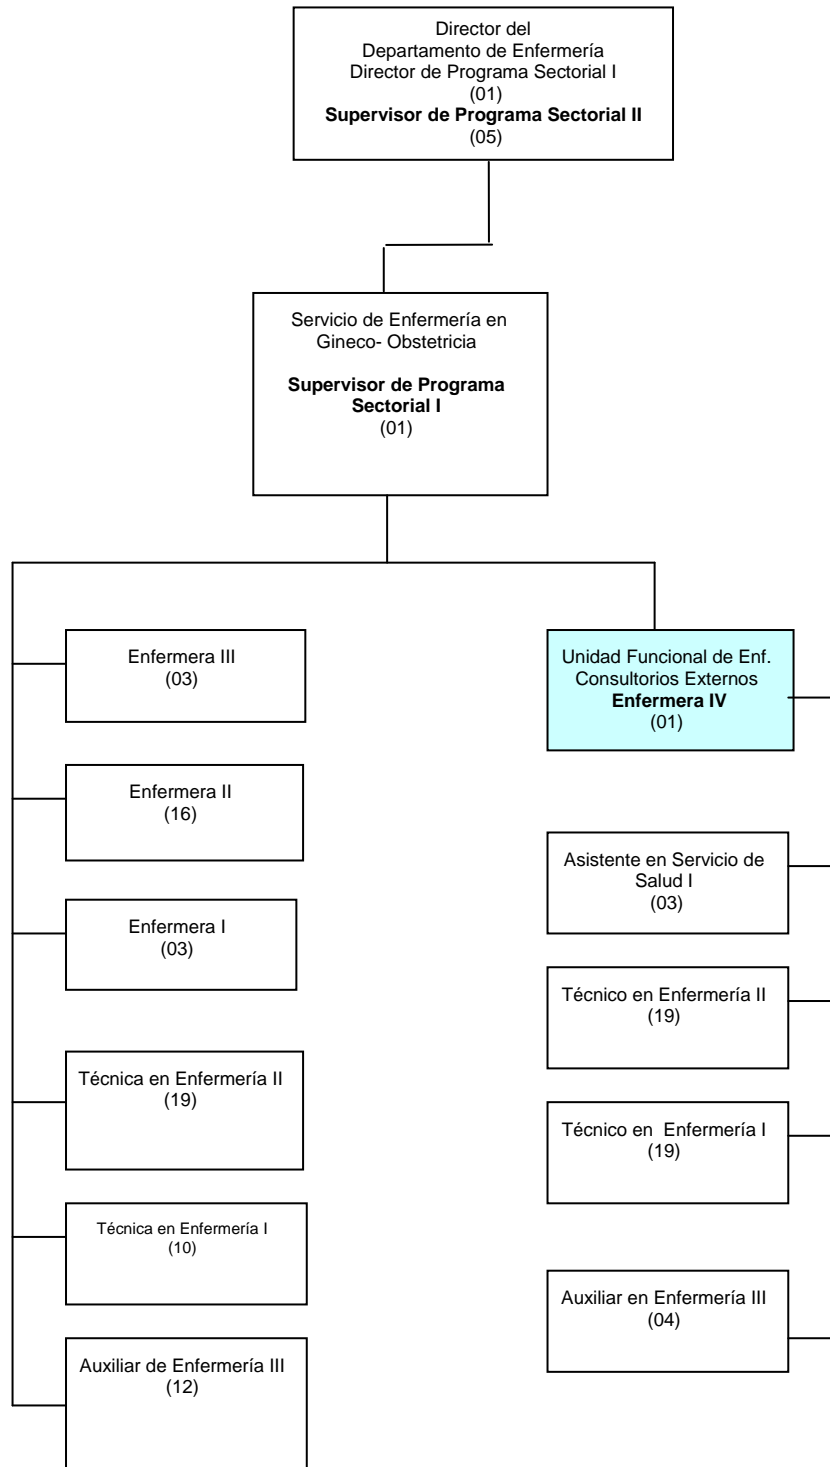 Director del
Departamento de Enfermería
Director de Programa Sectorial I
(01)
Supervisor de Programa Sectorial II
(05)
Servicio de Enfermería en
Gineco- Obstetricia
Supervisor de Programa
Sectorial I
(01)
Enfermera III
(03)
Enfermera II
(16)
Enfermera I
(03)
Técnica en Enfermería II
(19)
Técnica en Enfermería I
(10)
Auxiliar de Enfermería III
(12)
Unidad Funcional de Enf.
Consultorios Externos
Enfermera IV
(01)
Asistente en Servicio de
Salud I
(03)
Técnico en Enfermería II
(19)
Técnico en  Enfermería I
(19)
Auxiliar en Enfermería III
(04)